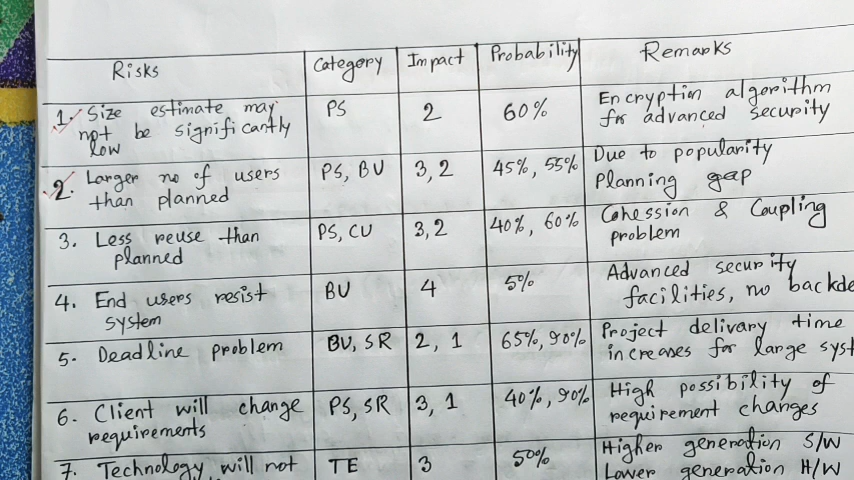 Risks Category Impact Probability Remarks
1. Size estimate may PS 2 60% Encryption algorithm
not be significantly for advanced security
low
2. Larger no of users PS, BU 3, 2 45%, 55% Due to popularity
than planned Planning gap
3. Less reuse than PS, CU 3,2 40%, 60% Cohession & Coupling
planned problem
4. End users resist BU 4 5% Advanced security
system facilities, no
5. Deadline problem BU, SR 2, 1 65%, 90% Project delivary time
increases for large
6. Client will change PS, SR 3, 1 40%, 90% High possibility of
requirements requirement changes
7. Technology will not TE 3 50% Higher generation S/W
Lower generation H/W